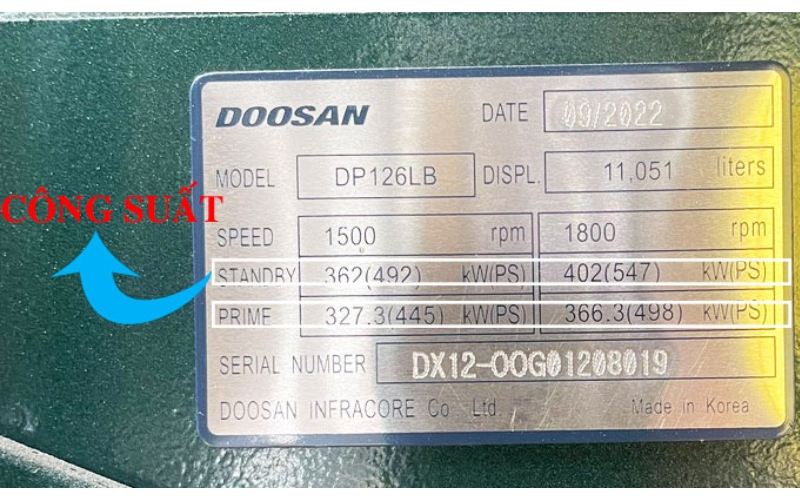 DOOSAN DATE 09/2022
MODEL DP126LB DISPL. 11,051 liters
CÔNG SUẤT
SPEED 1500 rpm 1800 rpm
STANDBY 362(492) kW(PS) 402(547) kW(PS)
PRIME 327.3(445) kW(PS) 366.3(498) kW(PS)
SERIAL NUMBER DX12-OOG01208019
DOOSAN INFRACORE Co Ltd. Made in Korea